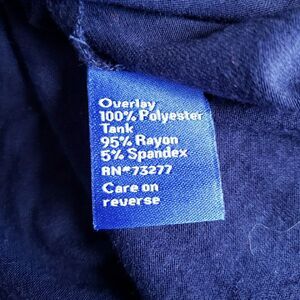 Overlay
100% Polyester
Tank
95% Rayon
5% Spandex
RN#73277
Care on
reverse